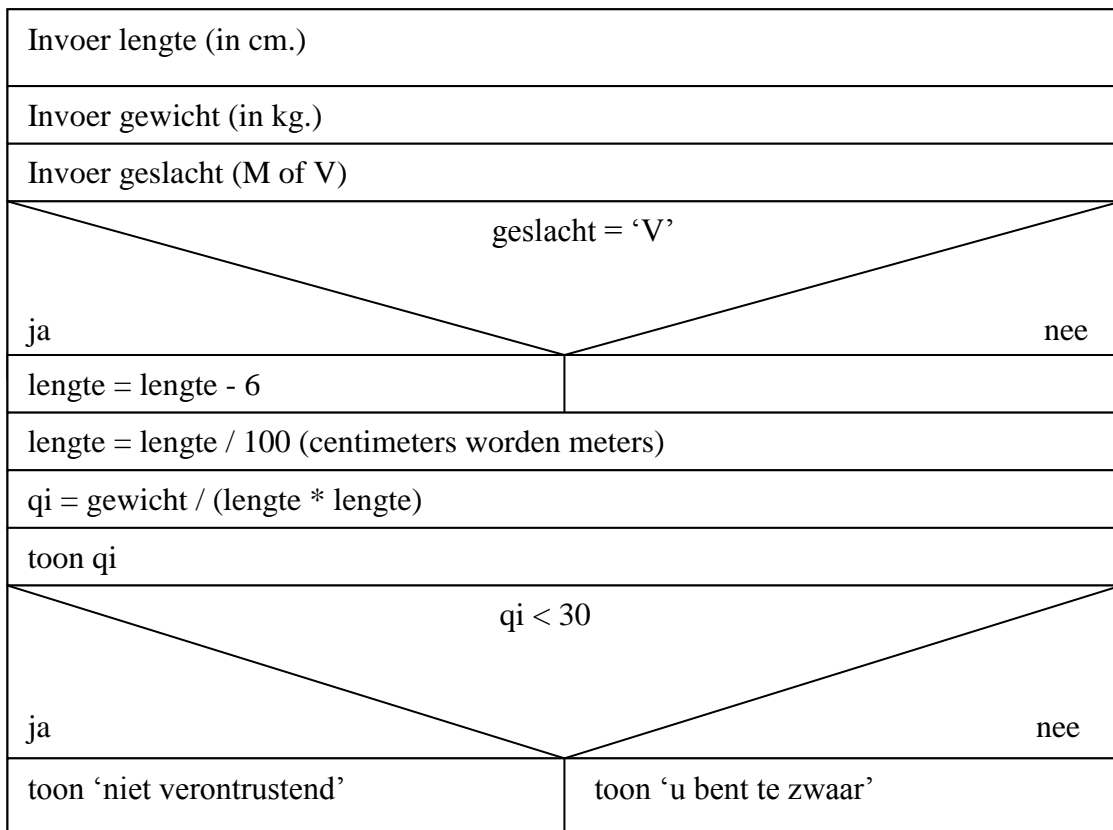 Invoer lengte (in cm.)
Invoer gewicht (in kg.)
Invoer geslacht (M of V)
geslacht = ‘V’
ja
nee
lengte = lengte - 6
lengte = lengte / 100 (centimeters worden meters)
qi = gewicht / (lengte * lengte)
toon qi
qi < 30
ja
nee
toon ‘niet verontrustend’
toon ‘u bent te zwaar’